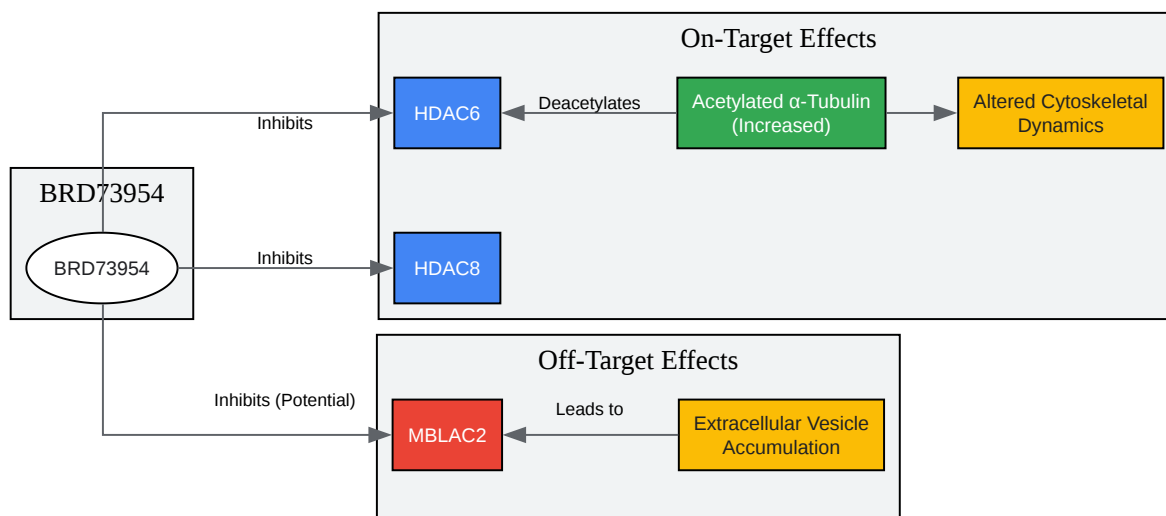 On-Target Effects
HDAC6
Deacetylates
Acetylated α-Tubulin
(Increased)
Altered Cytoskeletal
Dynamics
Inhibits
BRD73954
BRD73954
Inhibits
HDAC8
Off-Target Effects
Inhibits (Potential)
MBLAC2
Leads to
Extracellular Vesicle
Accumulation